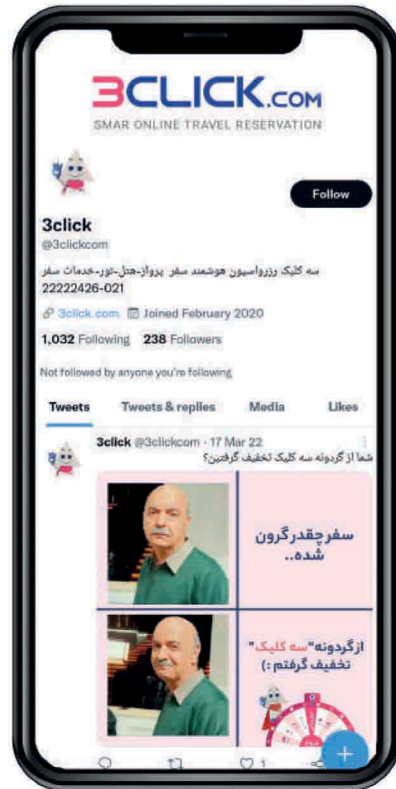 3CLICK.COM
SMAR ONLINE TRAVEL RESERVATION
Follow
3click
@3clickcom
سه کلیک رزرواسیون هوشمند سفر پرواز-هتل-تور-خدمات سفر
22222426-021
3click.com Joined February 2020
1,032 Following 238 Followers
Not followed by anyone you're following
Tweets Tweets & replies Media Likes
3click @3clickcom · 17 Mar 22
شما از گردونه سه کلیک تخفیف گرفتین؟
سفر چقدر گرون
شده..
از گردونه "سه کلیک"
تخفیف گرفتم :)
1